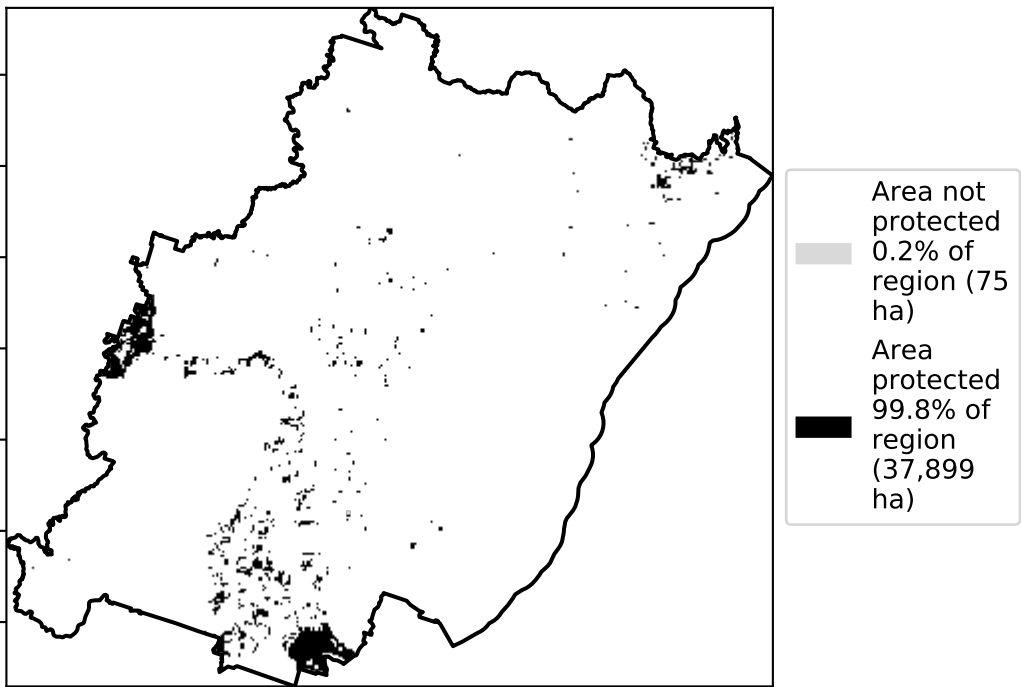 Area not
protected
0.2% of
region (75
ha)
Area
protected
99.8% of
region
(37,899
ha)